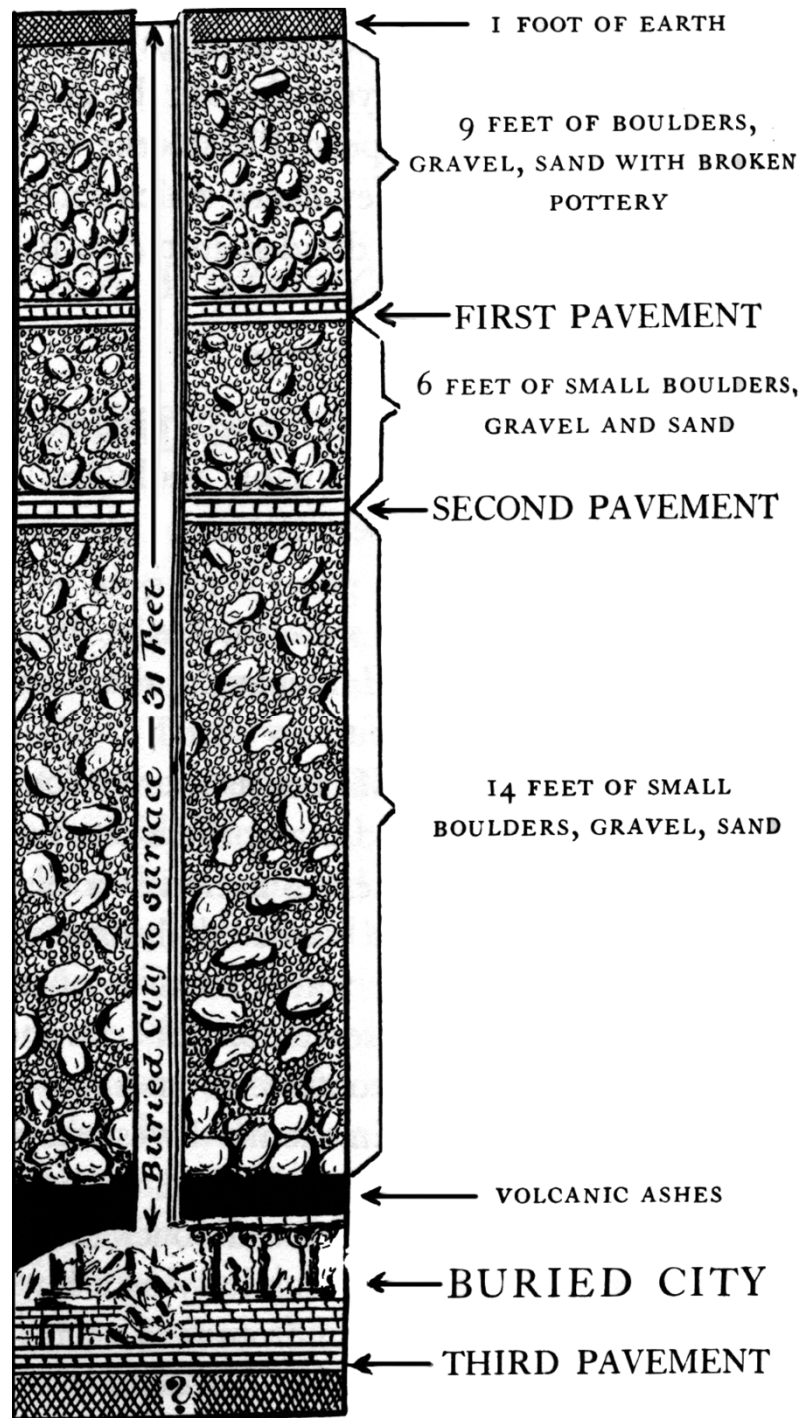 1 FOOT OF EARTH
9 FEET OF BOULDERS,
GRAVEL, SAND WITH BROKEN
POTTERY
FIRST PAVEMENT
6 FEET OF SMALL BOULDERS,
GRAVEL AND SAND
SECOND PAVEMENT
Buried City to surface — 31 Feet
14 FEET OF SMALL
BOULDERS, GRAVEL, SAND
VOLCANIC ASHES
BURIED CITY
THIRD PAVEMENT
?